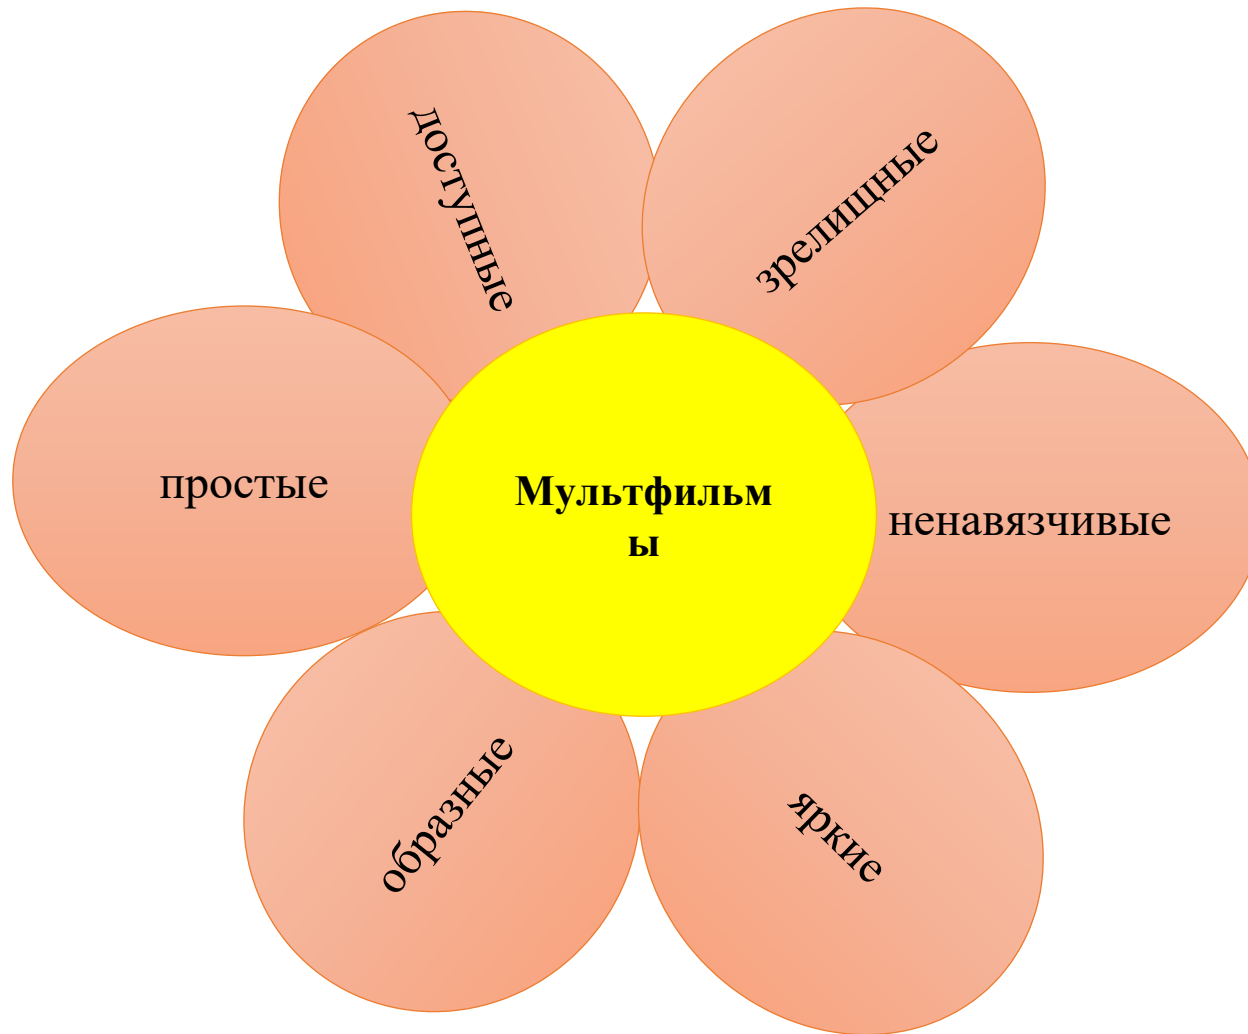 доступные
зрелищные
простые
Мультфильм
ы
ненавязчивые
образные
яркие